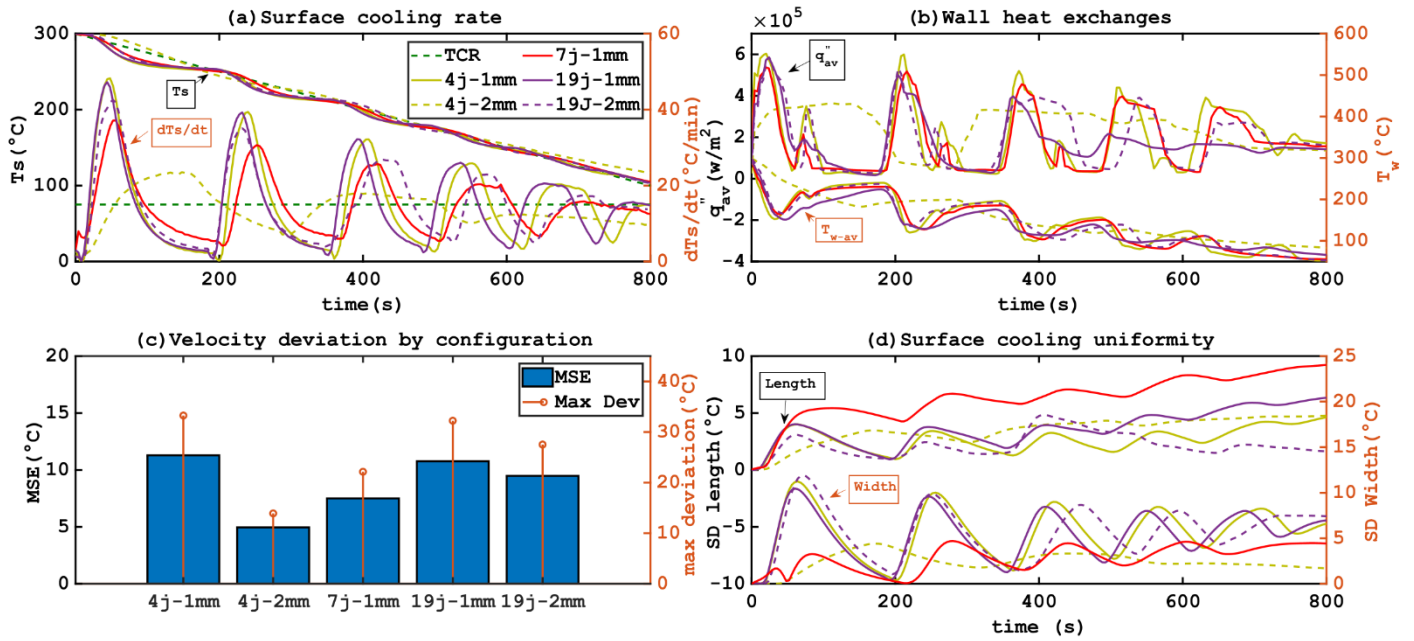 (a)Surface cooling rate
300
200
100
0
Ts(°C)
60
40
20
0
dTs/dt(°C/min)
TCR
4j-1mm
4j-2mm
7j-1mm
19j-1mm
19J-2mm
Ts
dTs/dt
0
200
400
600
800
time(s)
(b)Wall heat exchanges
×10⁵
6
4
2
0
-2
-4
q"av(w/m²)
600
500
400
300
200
100
Tw(°C)
q"av
Tw-av
0
200
400
600
800
time(s)
(c)Velocity deviation by configuration
20
15
10
5
0
MSE(°C)
40
30
20
10
0
max deviation(°C)
MSE
Max Dev
4j-1mm
4j-2mm
7j-1mm
19j-1mm
19j-2mm
(d)Surface cooling uniformity
10
5
0
-5
-10
SD length(°C)
25
20
15
10
5
0
SD Width(°C)
Length
Width
0
200
400
600
800
time (s)